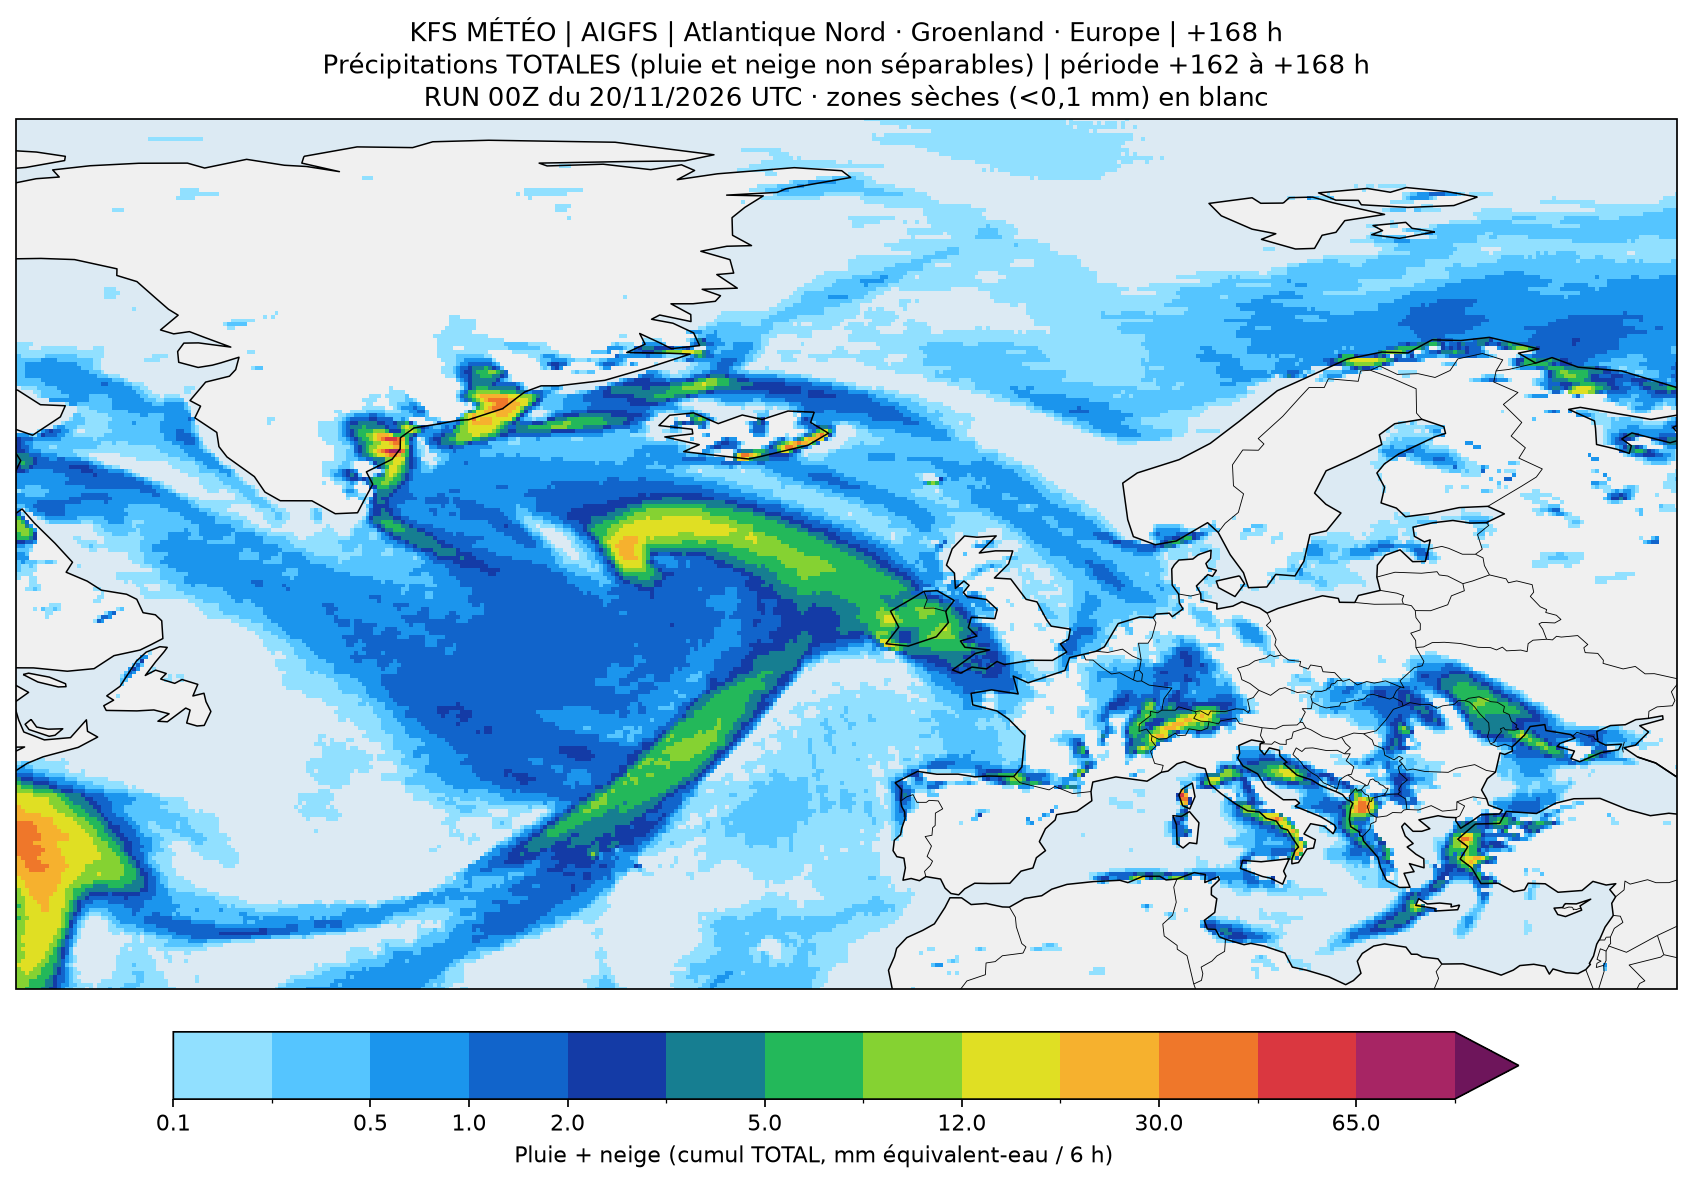 KFS MÉTÉO | AIGFS | Atlantique Nord · Groenland · Europe | +168 h
Précipitations TOTALES (pluie et neige non séparables) | période +162 à +168 h
RUN 00Z du 20/11/2026 UTC · zones sèches (<0,1 mm) en blanc
0.1 0.5 1.0 2.0 5.0 12.0 30.0 65.0
Pluie + neige (cumul TOTAL, mm équivalent-eau / 6 h)